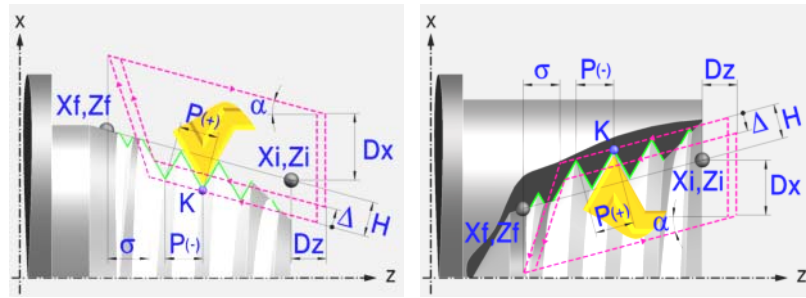 x
Xf,Zf
P(+)
α
Dx
Xi,Zi
K
Δ
H
σ
P(-)
Dz
z
x
σ
P(-)
Dz
K
Δ
H
Xi,Zi
Dx
Xf,Zf
P(+)
α
z